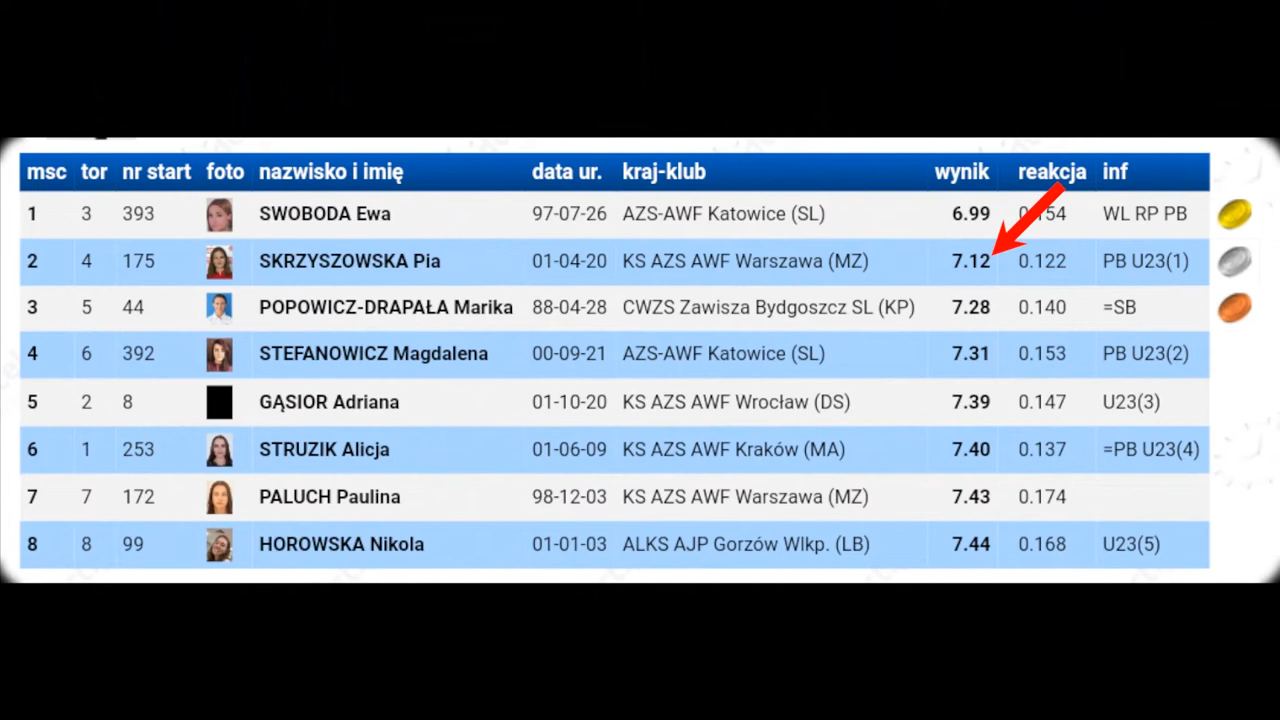 msc tor nr start foto nazwisko i imię data ur. kraj-klub wynik reakcja inf
1 3 393 SWOBODA Ewa 97-07-26 AZS-AWF Katowice (SL) 6.99 0.154 WL RP PB
2 4 175 SKRZYSZOWSKA Pia 01-04-20 KS AZS AWF Warszawa (MZ) 7.12 0.122 PB U23(1)
3 5 44 POPOWICZ-DRAPAŁA Marika 88-04-28 CWZS Zawisza Bydgoszcz SL (KP) 7.28 0.140 =SB
4 6 392 STEFANOWICZ Magdalena 00-09-21 AZS-AWF Katowice (SL) 7.31 0.153 PB U23(2)
5 2 8 GĄSIOR Adriana 01-10-20 KS AZS AWF Wrocław (DS) 7.39 0.147 U23(3)
6 1 253 STRUZIK Alicja 01-06-09 KS AZS AWF Kraków (MA) 7.40 0.137 =PB U23(4)
7 7 172 PALUCH Paulina 98-12-03 KS AZS AWF Warszawa (MZ) 7.43 0.174
8 8 99 HOROWSKA Nikola 01-01-03 ALKS AJP Gorzów Wlkp. (LB) 7.44 0.168 U23(5)